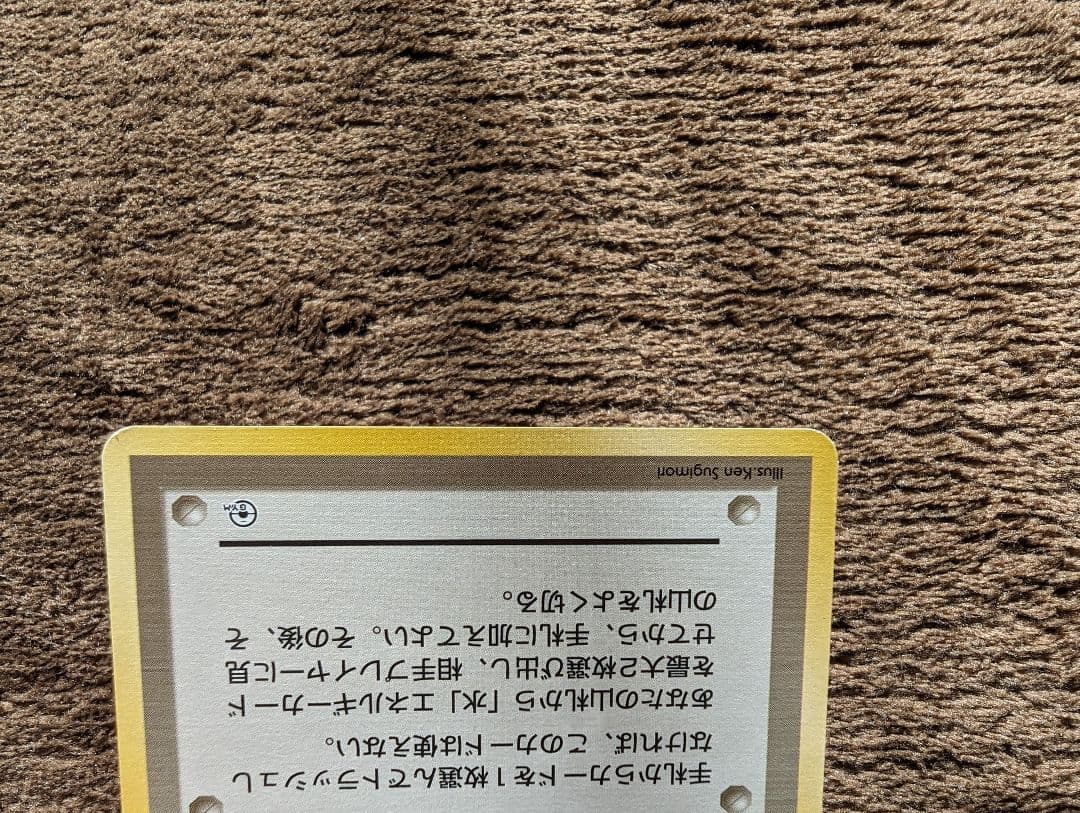 手札からカードを1枚選んでトラッシュし
なければ、このカードは使えない。
あなたの山札から「水」エネルギーカード
を最大2枚選び出し、相手プレイヤーに見
せてから、手札に加えてよい。その後、そ
の山札をよく切る。
GYM
Illus.Ken Sugimori